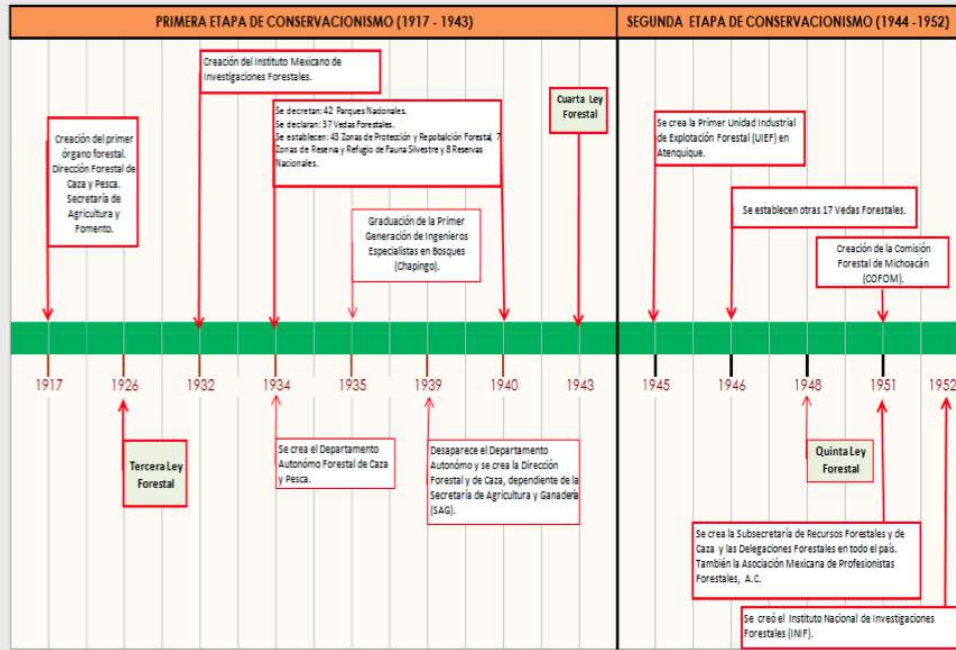 PRIMERA ETAPA DE CONSERVACIONISMO (1917 - 1943)
SEGUNDA ETAPA DE CONSERVACIONISMO (1944 -1952)
Creación del primer
órgano forestal.
Dirección Forestal de
Caza y Pesca.
Secretaría de
Agricultura y
Fomento.
Creación del Instituto Mexicano de
Investigaciones Forestales.
Se decretan: 42 Parques Nacionales.
Se declaran: 37 Vedas Forestales.
Se establecen: 43 Zonas de Protección y Repoblación Forestal, 7
Zonas de Reserva y Refugio de Fauna Silvestre y 8 Reservas
Nacionales.
Graduación de la Primer
Generación de Ingenieros
Especialistas en Bosques
(Chapingo).
Cuarta Ley
Forestal
Se crea la Primer Unidad Industrial
de Explotación Forestal (UIEF) en
Atenquique.
Se establecen otras 17 Vedas Forestales.
Creación de la Comisión
Forestal de Michoacán
(COFOM).
1917
1926
1932
1934
1935
1939
1940
1943
1945
1946
1948
1951
1952
Tercera Ley
Forestal
Se crea el Departamento
Autonómo Forestal de Caza
y Pesca.
Desaparece el Departamento
Autonómo y se crea la Dirección
Forestal y de Caza, dependiente de la
Secretaría de Agricultura y Ganadería
(SAG).
Quinta Ley
Forestal
Se crea la Subsecretaría de Recursos Forestales y de
Caza y las Delegaciones Forestales en todo el país.
También la Asociación Mexicana de Profesionistas
Forestales, A.C.
Se creó el Instituto Nacional de Investigaciones
Forestales (INIF).